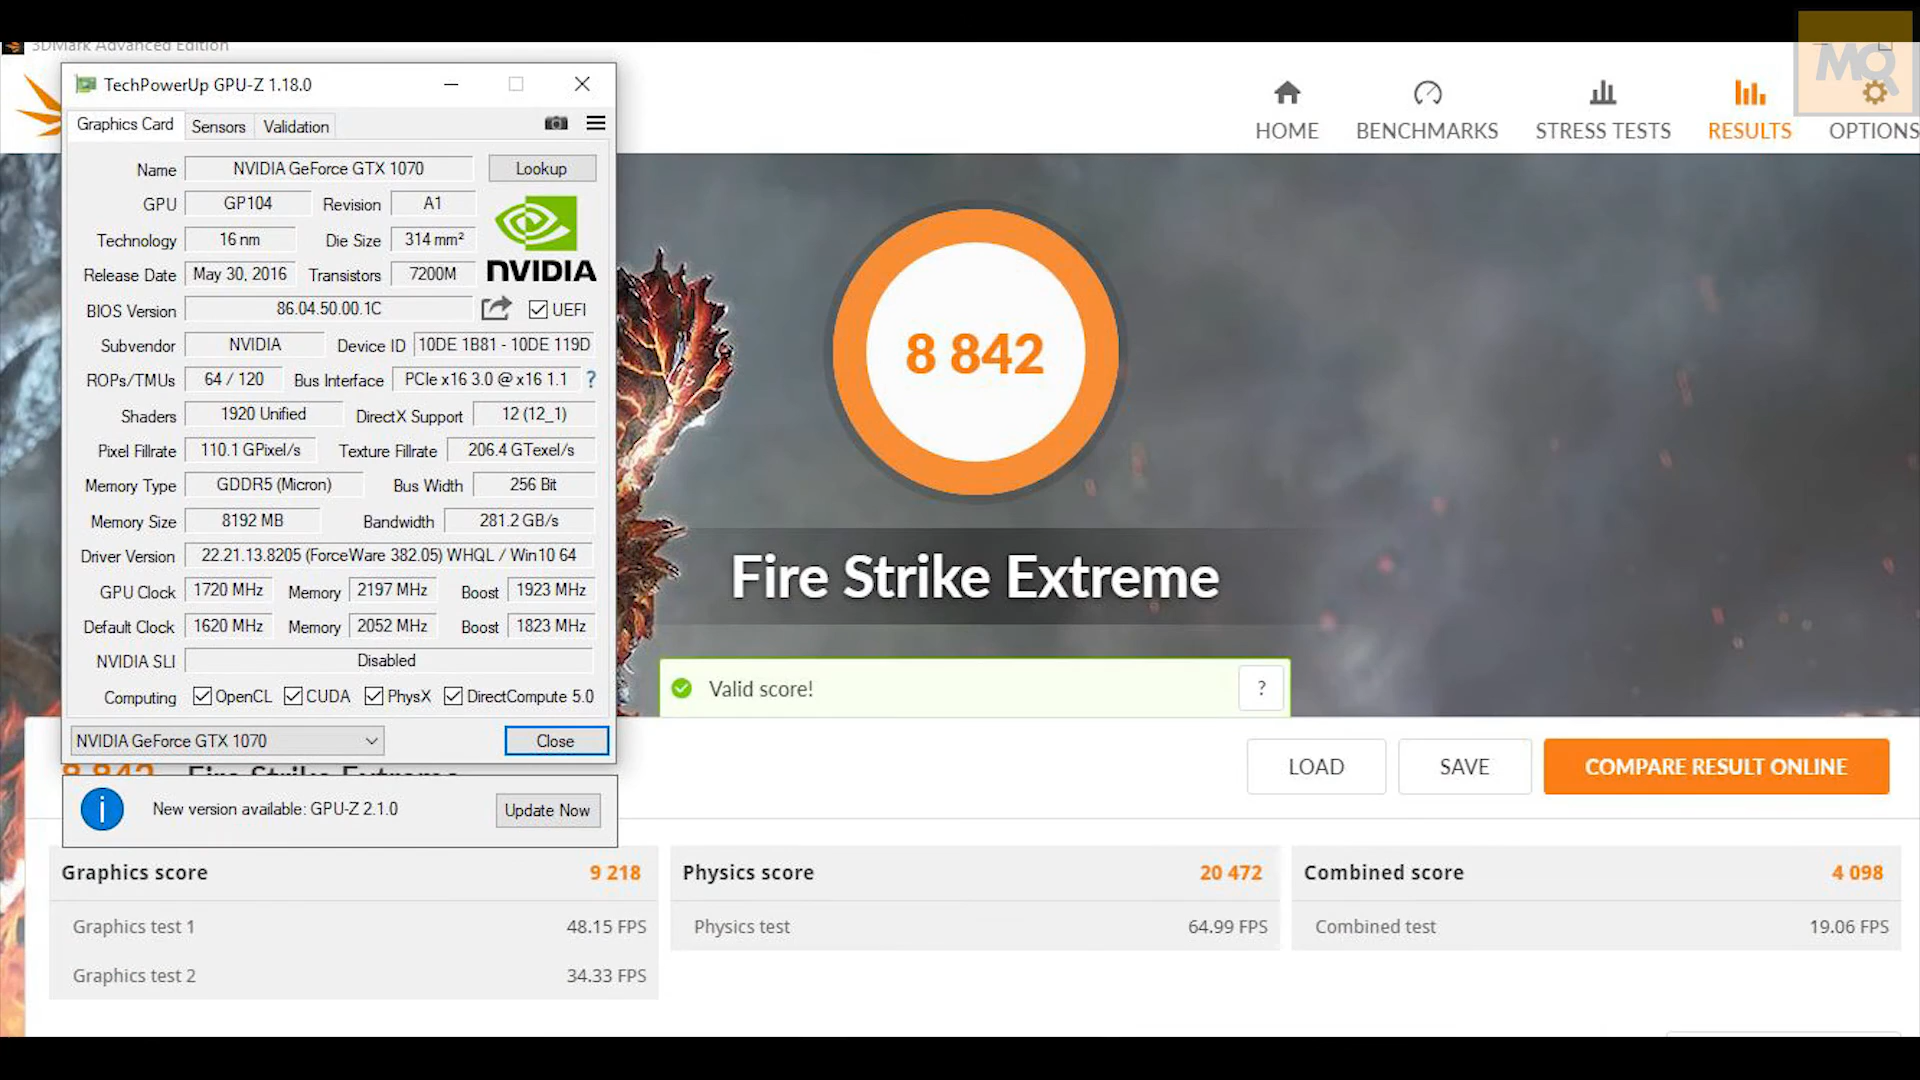 3DMark Advanced Edition
MQ
TechPowerUp GPU-Z 1.18.0
Graphics Card Sensors Validation
Name NVIDIA GeForce GTX 1070 Lookup
GPU GP104 Revision A1
Technology 16 nm Die Size 314 mm²
Release Date May 30, 2016 Transistors 7200M
NVIDIA
BIOS Version 86.04.50.00.1C UEFI
Subvendor NVIDIA Device ID 10DE 1B81 - 10DE 119D
ROPs/TMUs 64 / 120 Bus Interface PCIe x16 3.0 @ x16 1.1 ?
Shaders 1920 Unified DirectX Support 12 (12_1)
Pixel Fillrate 110.1 GPixel/s Texture Fillrate 206.4 GTexel/s
Memory Type GDDR5 (Micron) Bus Width 256 Bit
Memory Size 8192 MB Bandwidth 281.2 GB/s
Driver Version 22.21.13.8205 (ForceWare 382.05) WHQL / Win10 64
GPU Clock 1720 MHz Memory 2197 MHz Boost 1923 MHz
Default Clock 1620 MHz Memory 2052 MHz Boost 1823 MHz
NVIDIA SLI Disabled
Computing OpenCL CUDA PhysX DirectCompute 5.0
NVIDIA GeForce GTX 1070 Close
New version available: GPU-Z 2.1.0 Update Now
HOME BENCHMARKS STRESS TESTS RESULTS OPTIONS
8 842
Fire Strike Extreme
Valid score! ?
8 842 Fire Strike Extreme
LOAD SAVE COMPARE RESULT ONLINE
Graphics score 9 218
Graphics test 1 48.15 FPS
Graphics test 2 34.33 FPS
Physics score 20 472
Physics test 64.99 FPS
Combined score 4 098
Combined test 19.06 FPS